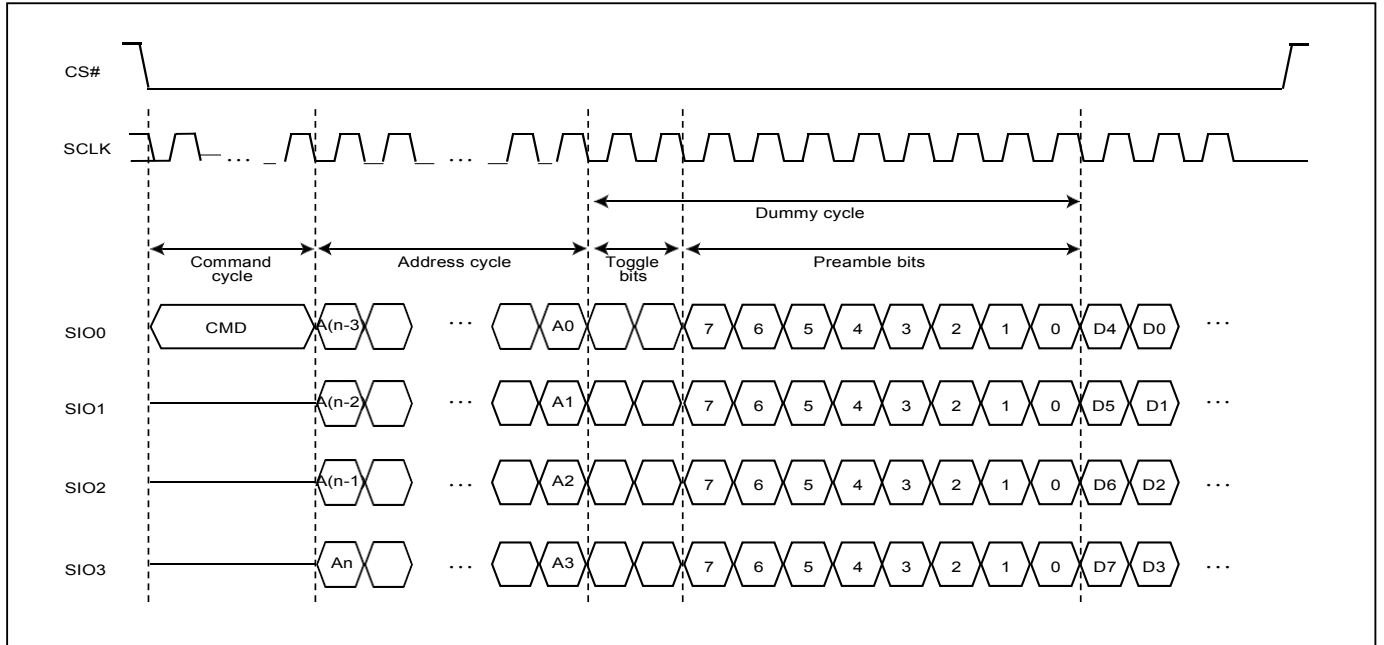 CS#
SCLK ... ...
Dummy cycle
Command cycle Address cycle Toggle bits Preamble bits
SIO0 CMD A(n-3) ... A0 7 6 5 4 3 2 1 0 D4 D0 ...
SIO1 A(n-2) ... A1 7 6 5 4 3 2 1 0 D5 D1 ...
SIO2 A(n-1) ... A2 7 6 5 4 3 2 1 0 D6 D2 ...
SIO3 An ... A3 7 6 5 4 3 2 1 0 D7 D3 ...